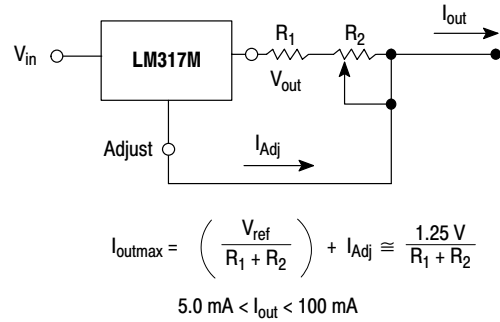 I_out
R_1 R_2
V_in LM317M
V_out
Adjust I_Adj
I_outmax = ( V_ref / (R_1 + R_2) ) + I_Adj ≅ 1.25 V / (R_1 + R_2)
5.0 mA < I_out < 100 mA